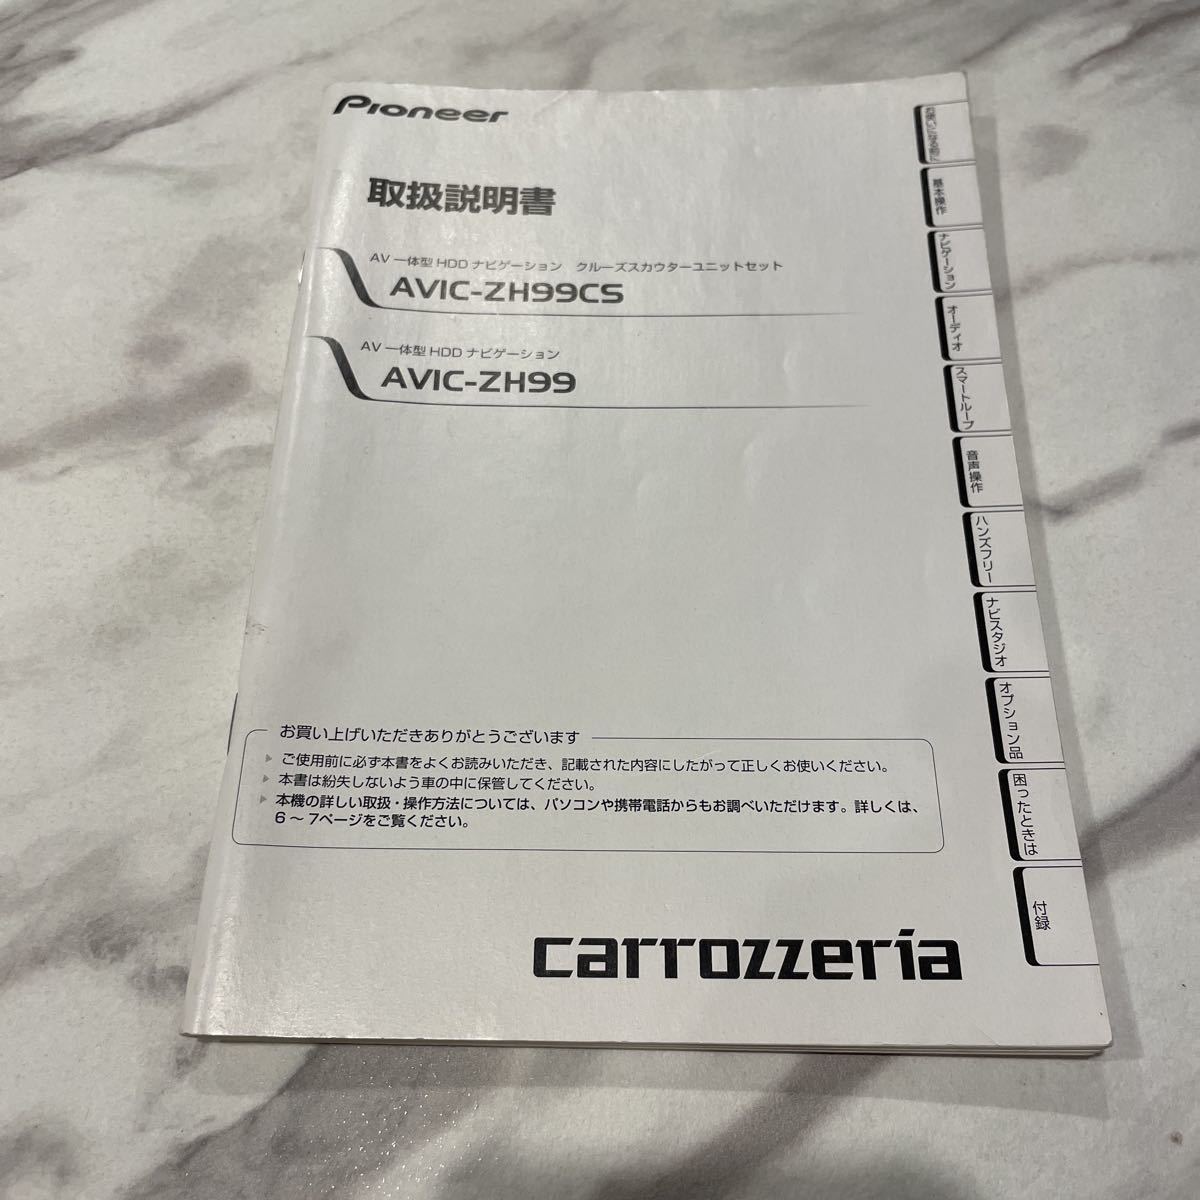 Pioneer
取扱説明書
AV 一体型 HDD ナビゲーション　クルーズスカウターユニットセット
AVIC-ZH99CS
AV 一体型 HDD ナビゲーション
AVIC-ZH99
お使いになる前に
基本操作
ナビゲーション
オーディオ
スマートループ
音声操作
ハンズフリー
ナビスタジオ
オプション品
困ったときは
付録
お買い上げいただきありがとうございます
ご使用前に必ず本書をよくお読みいただき、記載された内容にしたがって正しくお使いください。
本書は紛失しないよう車の中に保管してください。
本機の詳しい取扱・操作方法については、パソコンや携帯電話からもお調べいただけます。詳しくは、
6 〜 7ページをご覧ください。
carrozzeria